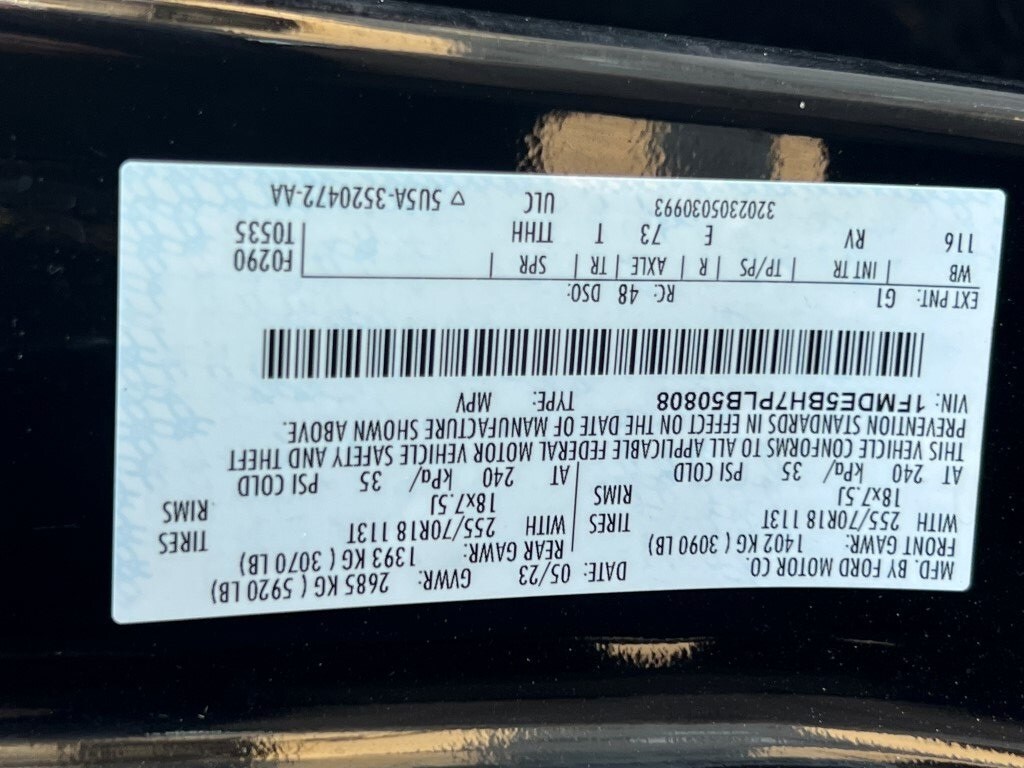 MFD. BY FORD MOTOR CO. DATE: 05/23 GVWR: 2685 KG ( 5920 LB)
FRONT GAWR: 1402 KG ( 3090 LB) REAR GAWR: 1393 KG ( 3070 LB)
WITH 255/70R18 113T TIRES WITH 255/70R18 113T TIRES
18x7.5J RIMS 18x7.5J RIMS
AT 240 kPa/ 35 PSI COLD AT 240 kPa/ 35 PSI COLD
THIS VEHICLE CONFORMS TO ALL APPLICABLE FEDERAL MOTOR VEHICLE SAFETY AND THEFT
PREVENTION STANDARDS IN EFFECT ON THE DATE OF MANUFACTURE SHOWN ABOVE.
VIN: 1FMDE5BH7PLB50808 TYPE: MPV
EXT PNT: G1 RC: 48 DSO:
WB | INT TR | TP/PS | R | AXLE | TR | SPR | F0290
116 RV E 73 T TTHH T0535
3202305030993 ULC ▽ 5U5A-3520472-AA